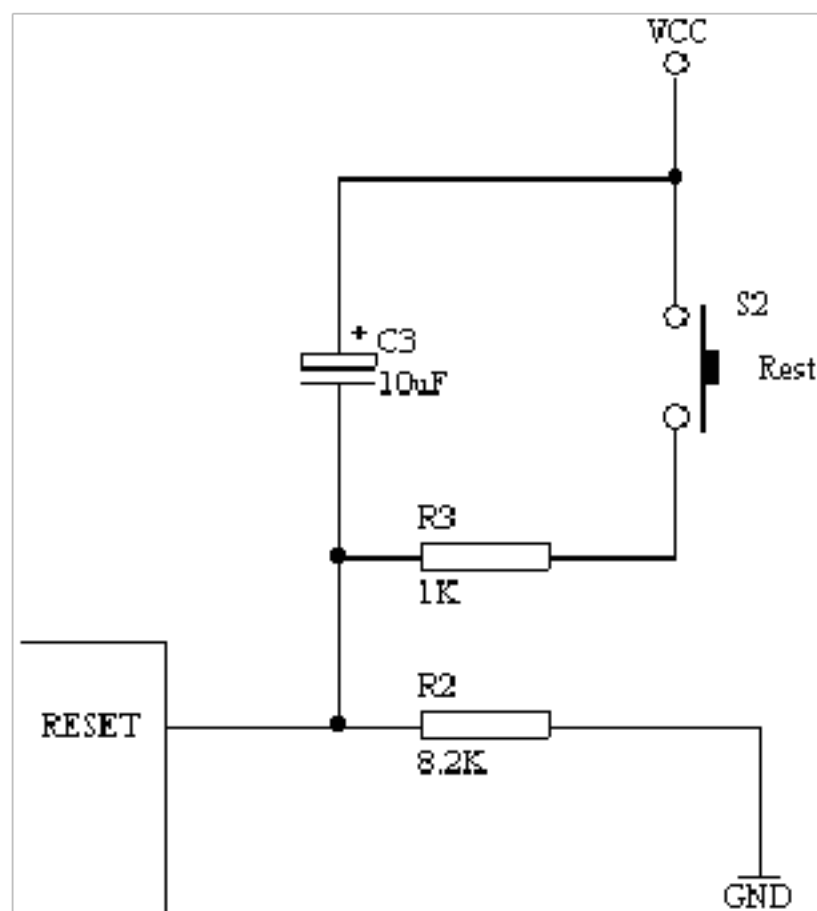 VCC
S2
+ C3
10uF
Rest
R3
1K
R2
RESET
8.2K
GND